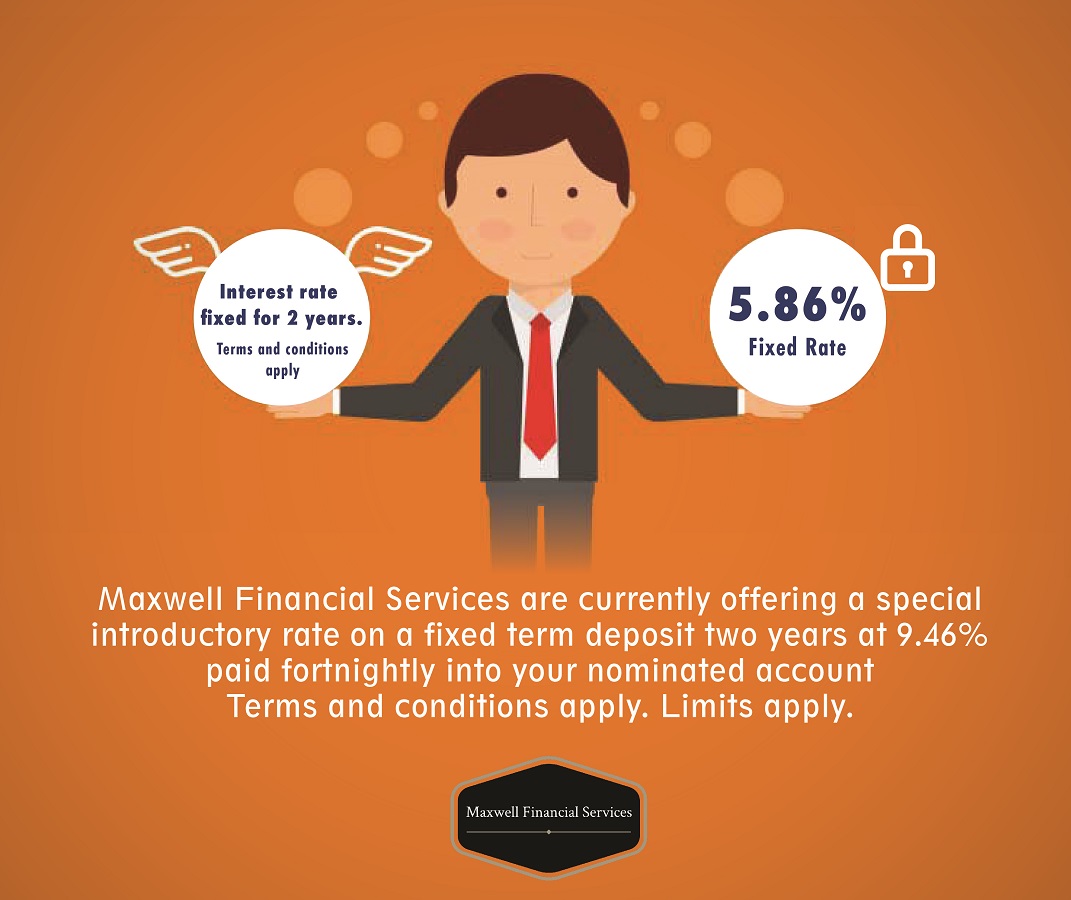 Interest rate
fixed for 2 years.
Terms and conditions
apply
5.86%
Fixed Rate
Maxwell Financial Services are currently offering a special
introductory rate on a fixed term deposit two years at 9.46%
paid fortnightly into your nominated account
Terms and conditions apply. Limits apply.
Maxwell Financial Services